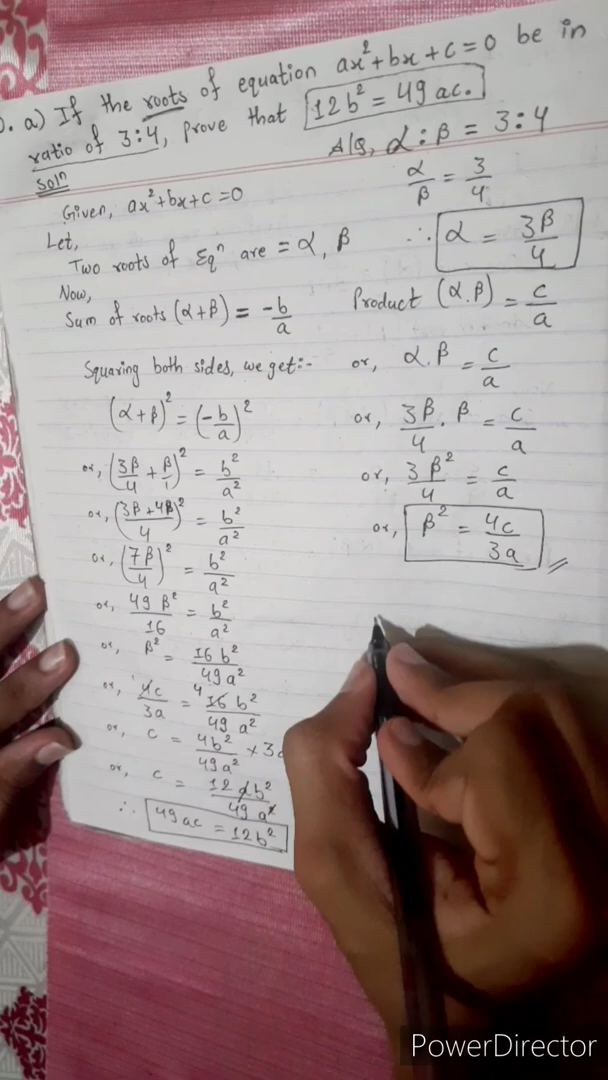 0. a) If the roots of equation ax² + bx + c = 0 be in
ratio of 3:4, prove that 12b² = 49ac.
Solⁿ
Given, ax² + bx + c = 0
Let,
Two roots of Eqⁿ are = α, β
Now,
Sum of roots (α+β) = -b/a
Squaring both sides, we get:-
(α+β)² = (-b/a)²
or, (3β/4 + β/1)² = b²/a²
or, (3β+4β/4)² = b²/a²
or, (7β/4)² = b²/a²
or, 49β²/16 = b²/a²
or, β² = 16b²/49a²
or, 4c/3a = 4 16b²/49a²
or, c = 4b²/49a² × 3
or, c = 12ab²/49a²
∴ 49ac = 12b²
A/Q, α : β = 3:4
α/β = 3/4
∴ α = 3β/4
Product (α.β) = c/a
or, α.β = c/a
or, 3β/4 . β = c/a
or, 3β²/4 = c/a
or, β² = 4c/3a
PowerDirector